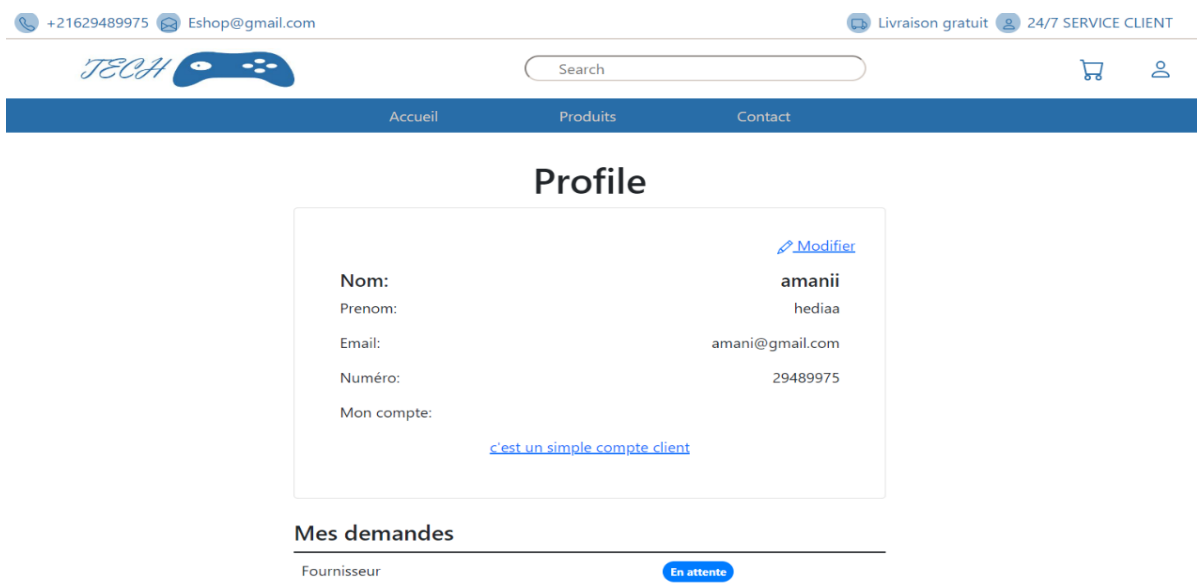 +21629489975 Eshop@gmail.com Livraison gratuit 24/7 SERVICE CLIENT
TECH Search
Accueil Produits Contact
Profile
Modifier
Nom: amanii
Prenom: hediaa
Email: amani@gmail.com
Numéro: 29489975
Mon compte:
c'est un simple compte client
Mes demandes
Fournisseur En attente